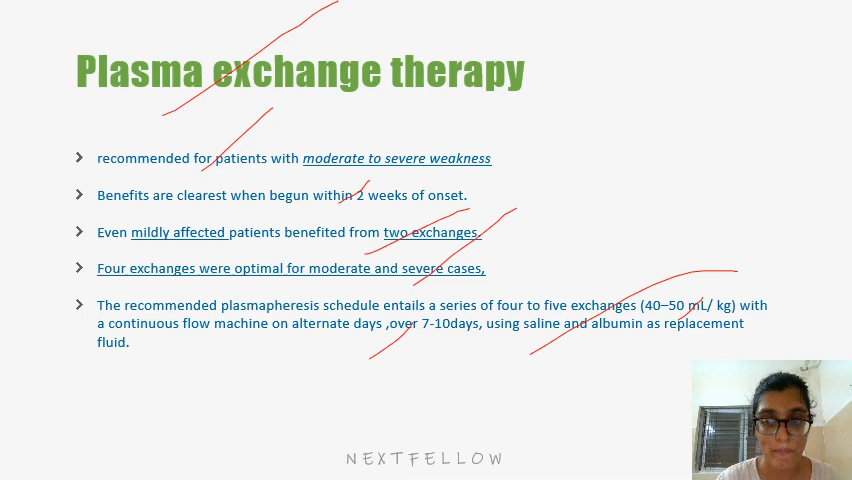 Plasma exchange therapy
recommended for patients with moderate to severe weakness
Benefits are clearest when begun within 2 weeks of onset.
Even mildly affected patients benefited from two exchanges.
Four exchanges were optimal for moderate and severe cases,
The recommended plasmapheresis schedule entails a series of four to five exchanges (40–50 mL/ kg) with
a continuous flow machine on alternate days ,over 7-10days, using saline and albumin as replacement
fluid.
NEXTFELLOW